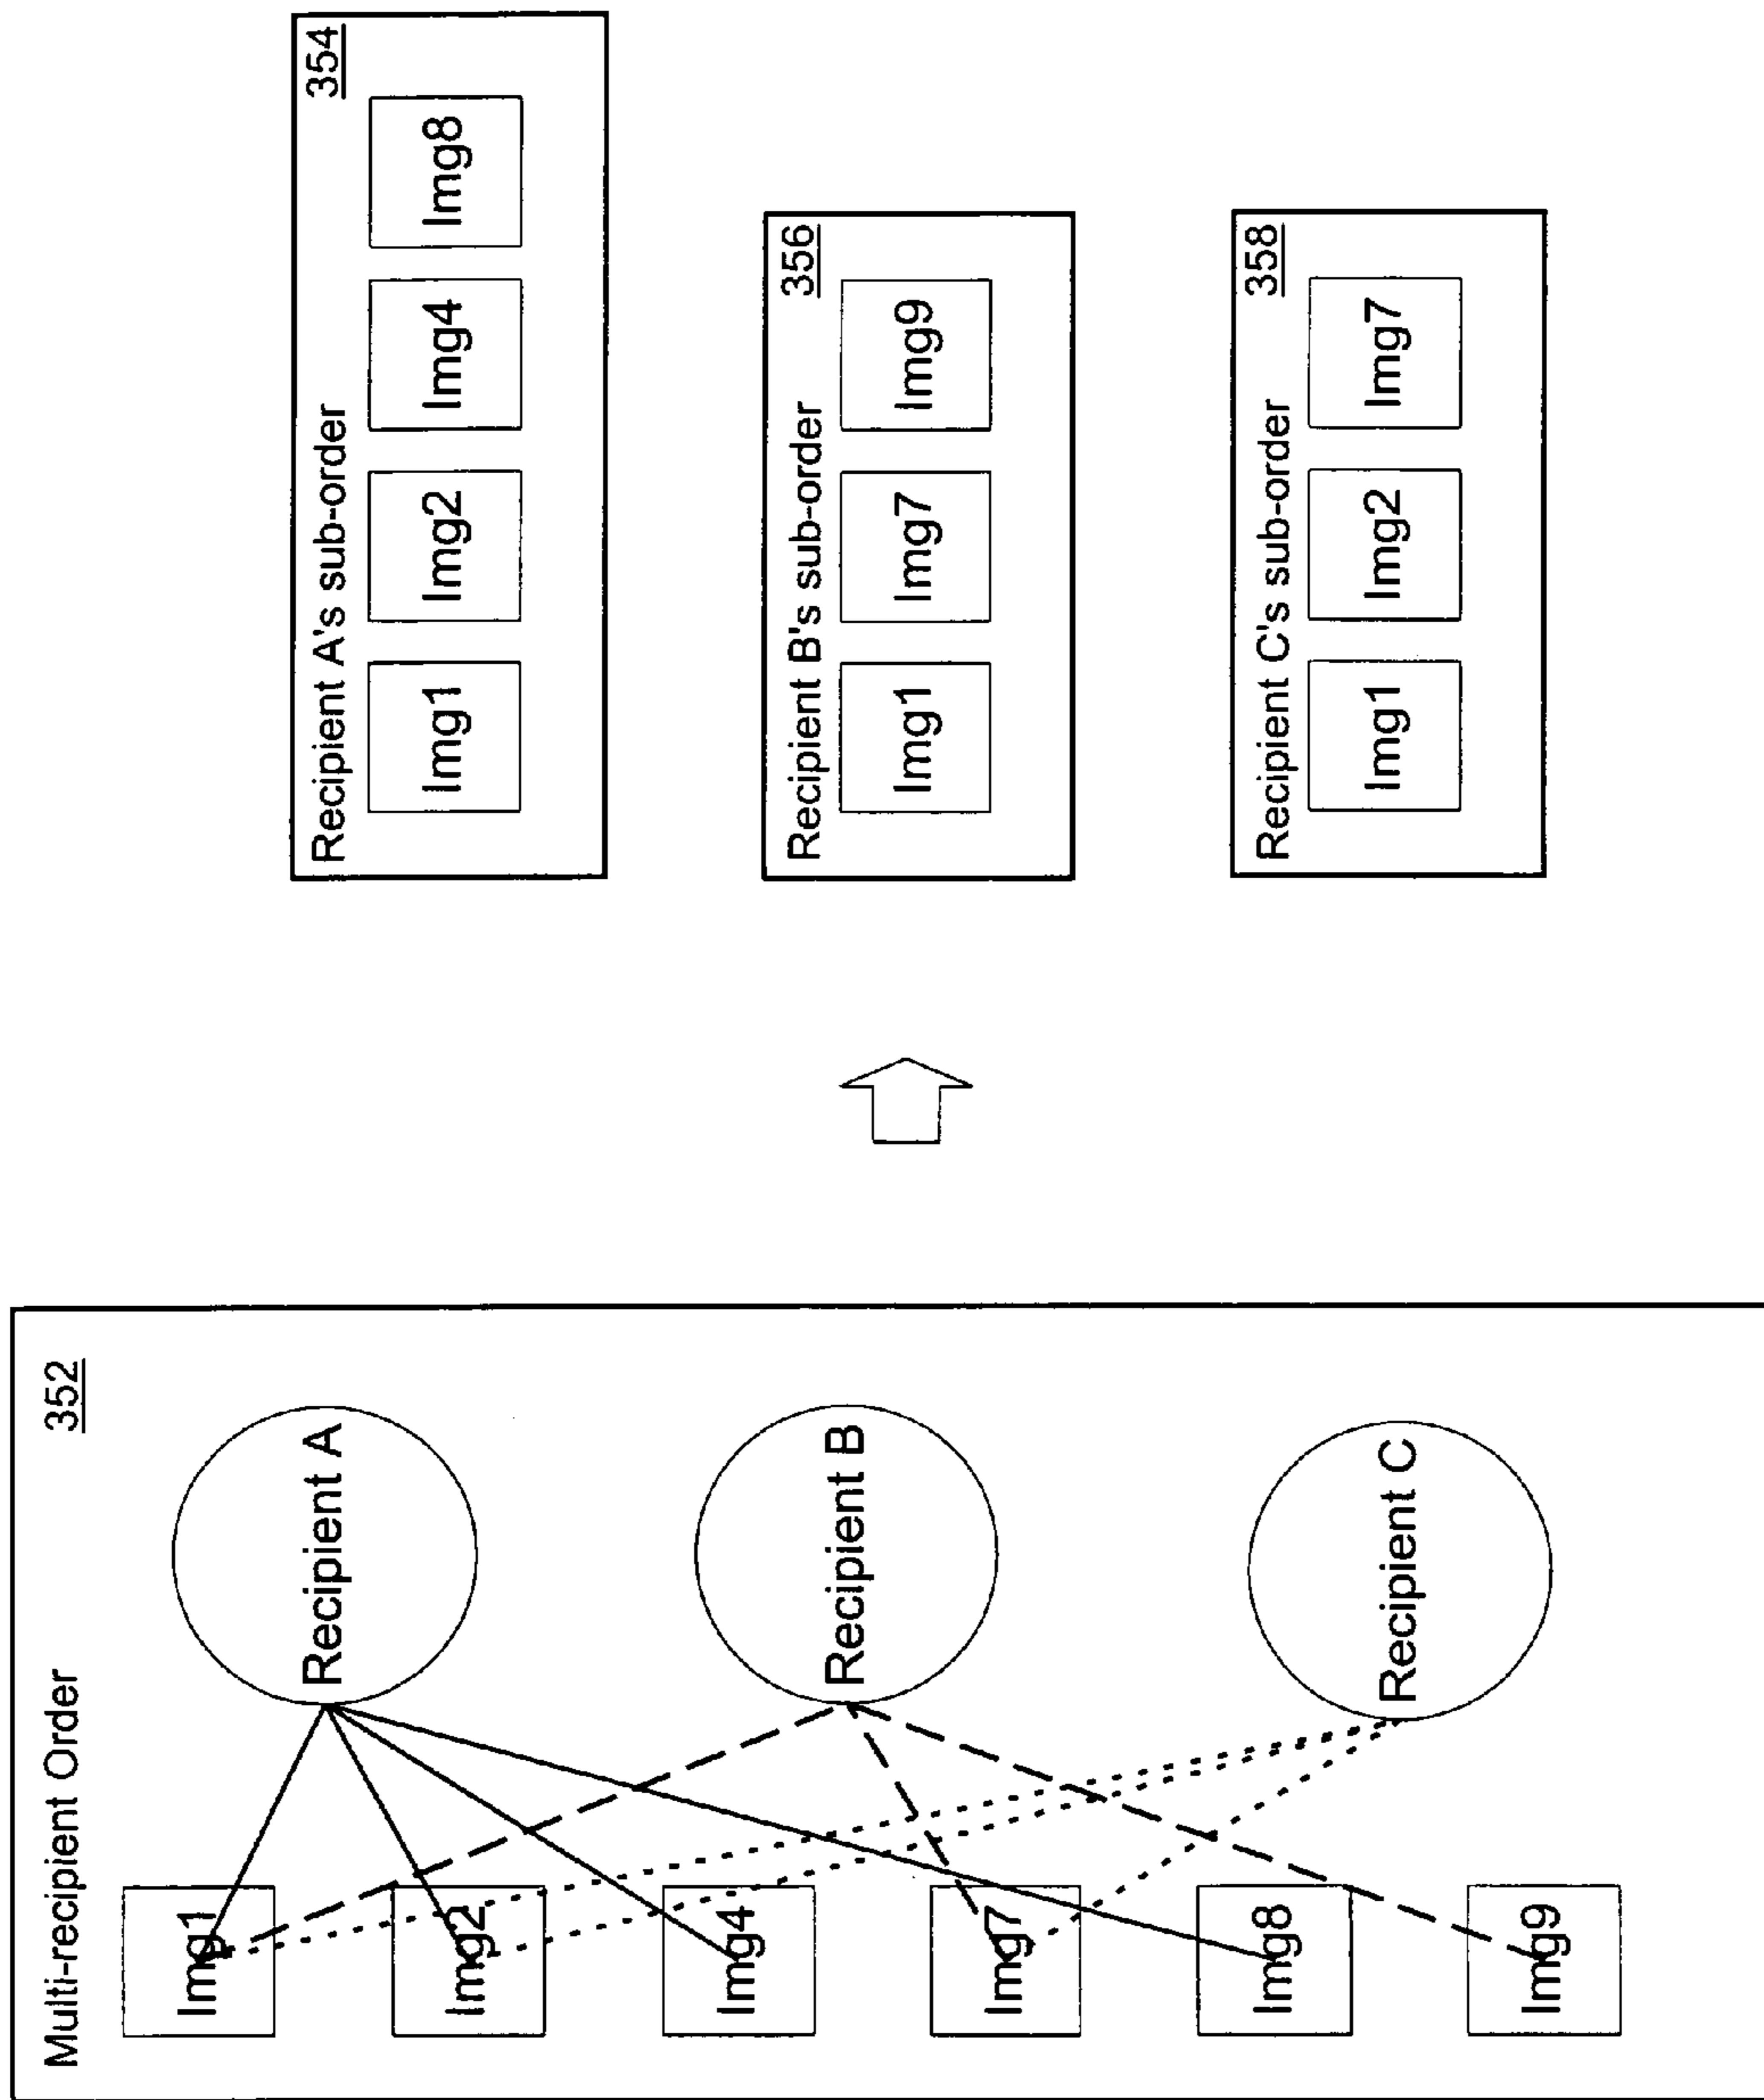 Multi-recipient Order
352
Img1
Img2
Img4
Img7
Img8
Img9
Recipient A
Recipient B
Recipient C
Recipient A's sub-order
354
Img1
Img2
Img4
Img8
Recipient B's sub-order
356
Img1
Img7
Img9
Recipient C's sub-order
358
Img1
Img2
Img7